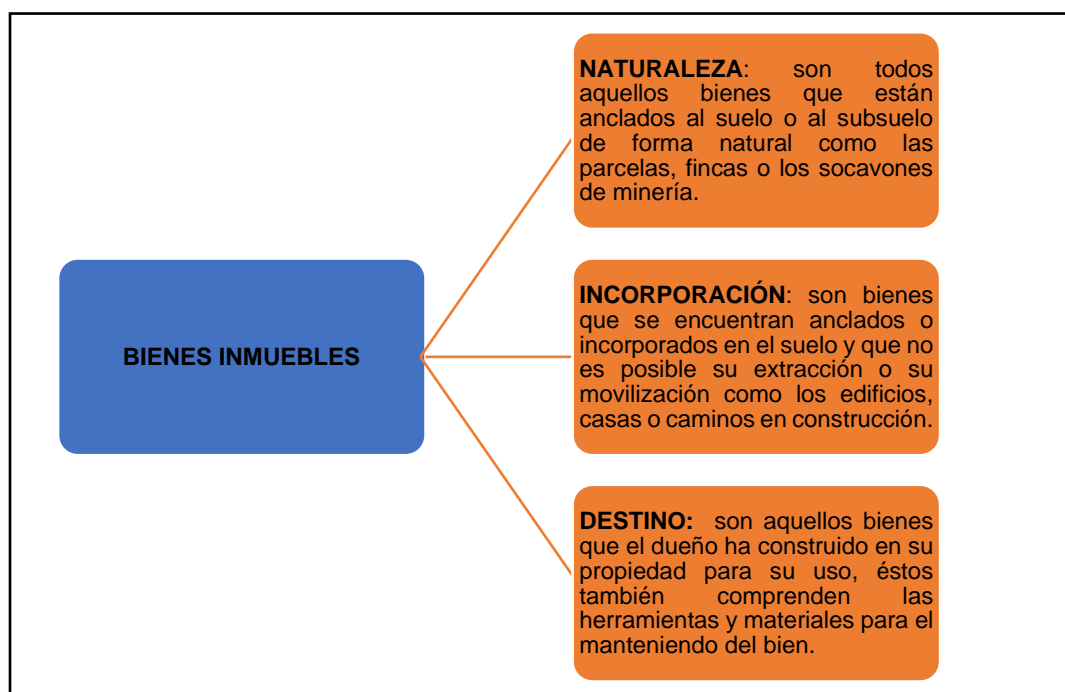 NATURALEZA: son todos
aquellos bienes que están
anclados al suelo o al subsuelo
de forma natural como las
parcelas, fincas o los socavones
de minería.
BIENES INMUEBLES
INCORPORACIÓN: son bienes
que se encuentran anclados o
incorporados en el suelo y que no
es posible su extracción o su
movilización como los edificios,
casas o caminos en construcción.
DESTINO: son aquellos bienes
que el dueño ha construido en su
propiedad para su uso, éstos
también comprenden las
herramientas y materiales para el
manteniendo del bien.